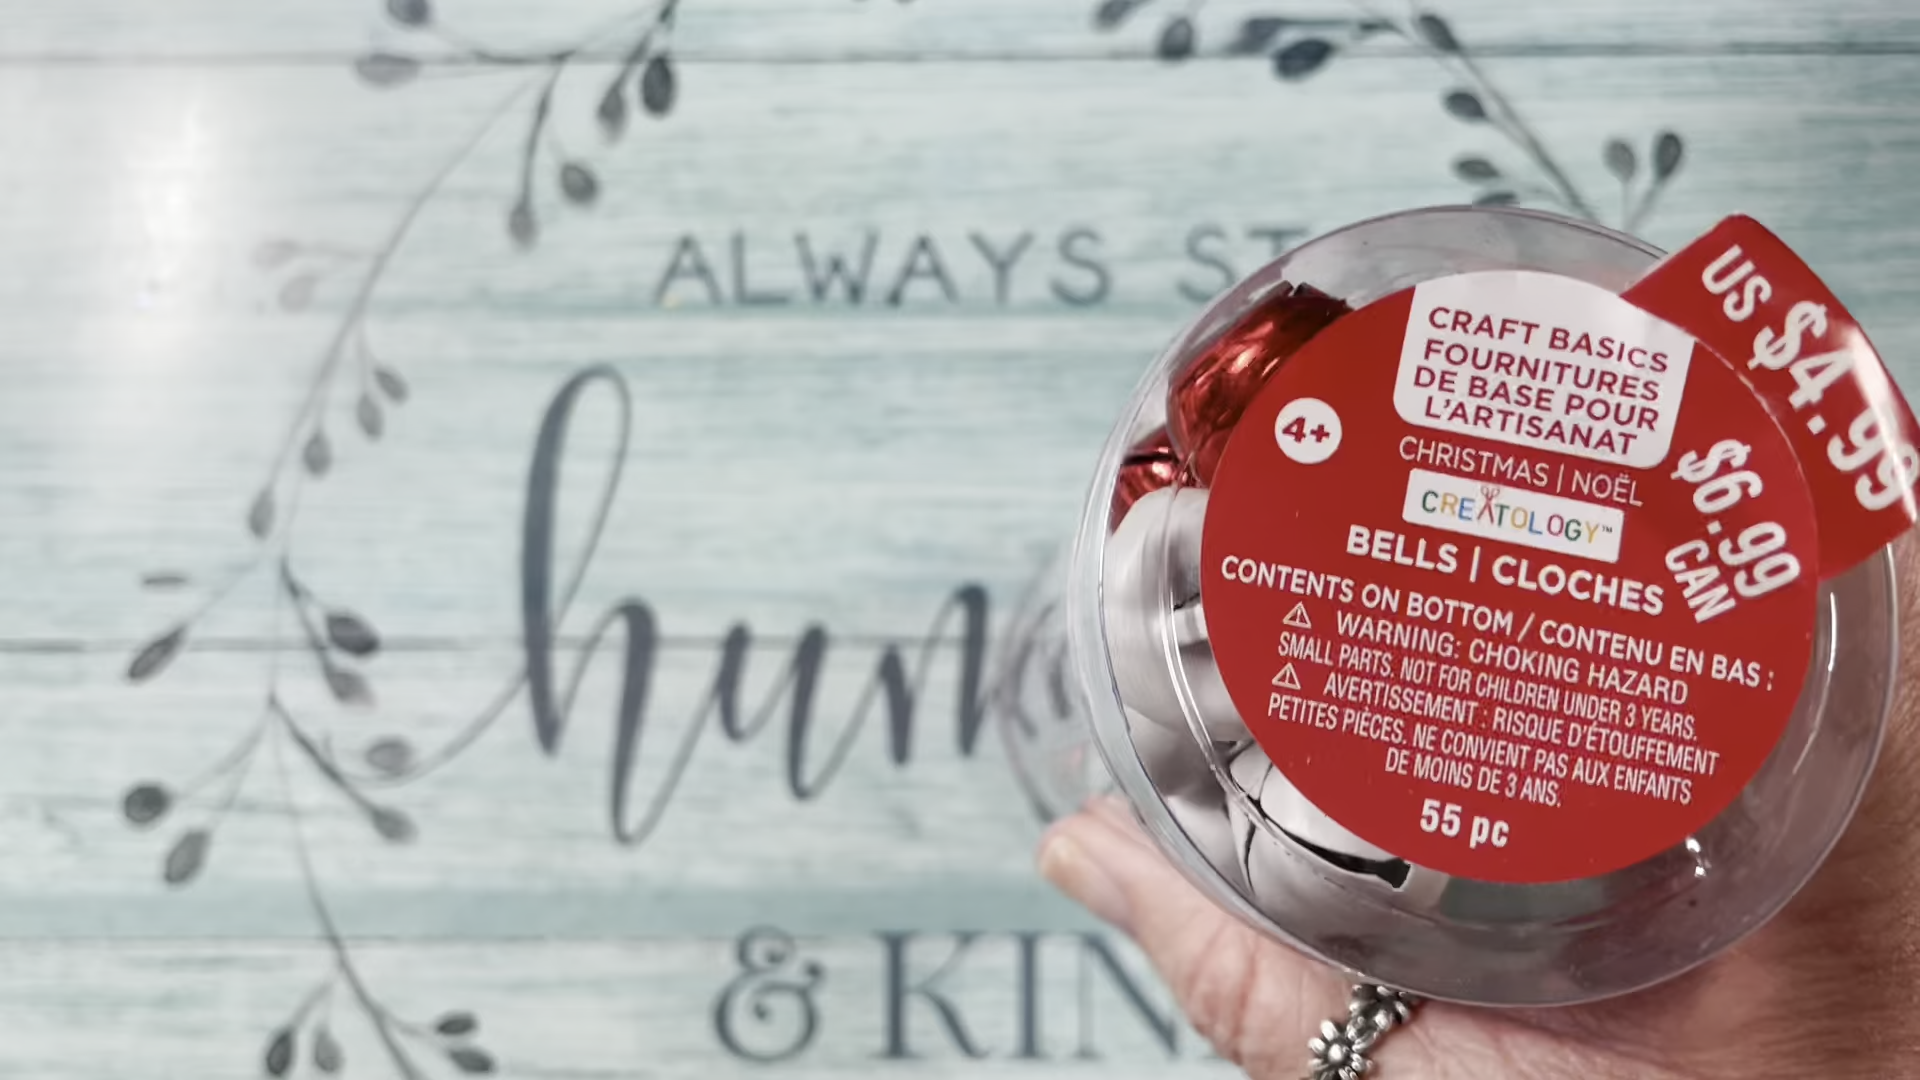 ALWAYS ST
hum
& KIN
US $4.99
$6.99
CAN
CRAFT BASICS
FOURNITURES
DE BASE POUR
L'ARTISANAT
4+
CHRISTMAS | NOËL
CREATOLOGY™
BELLS | CLOCHES
CONTENTS ON BOTTOM / CONTENU EN BAS :
⚠ WARNING: CHOKING HAZARD
SMALL PARTS. NOT FOR CHILDREN UNDER 3 YEARS.
⚠ AVERTISSEMENT : RISQUE D'ÉTOUFFEMENT
PETITES PIÈCES. NE CONVIENT PAS AUX ENFANTS
DE MOINS DE 3 ANS.
55 pc